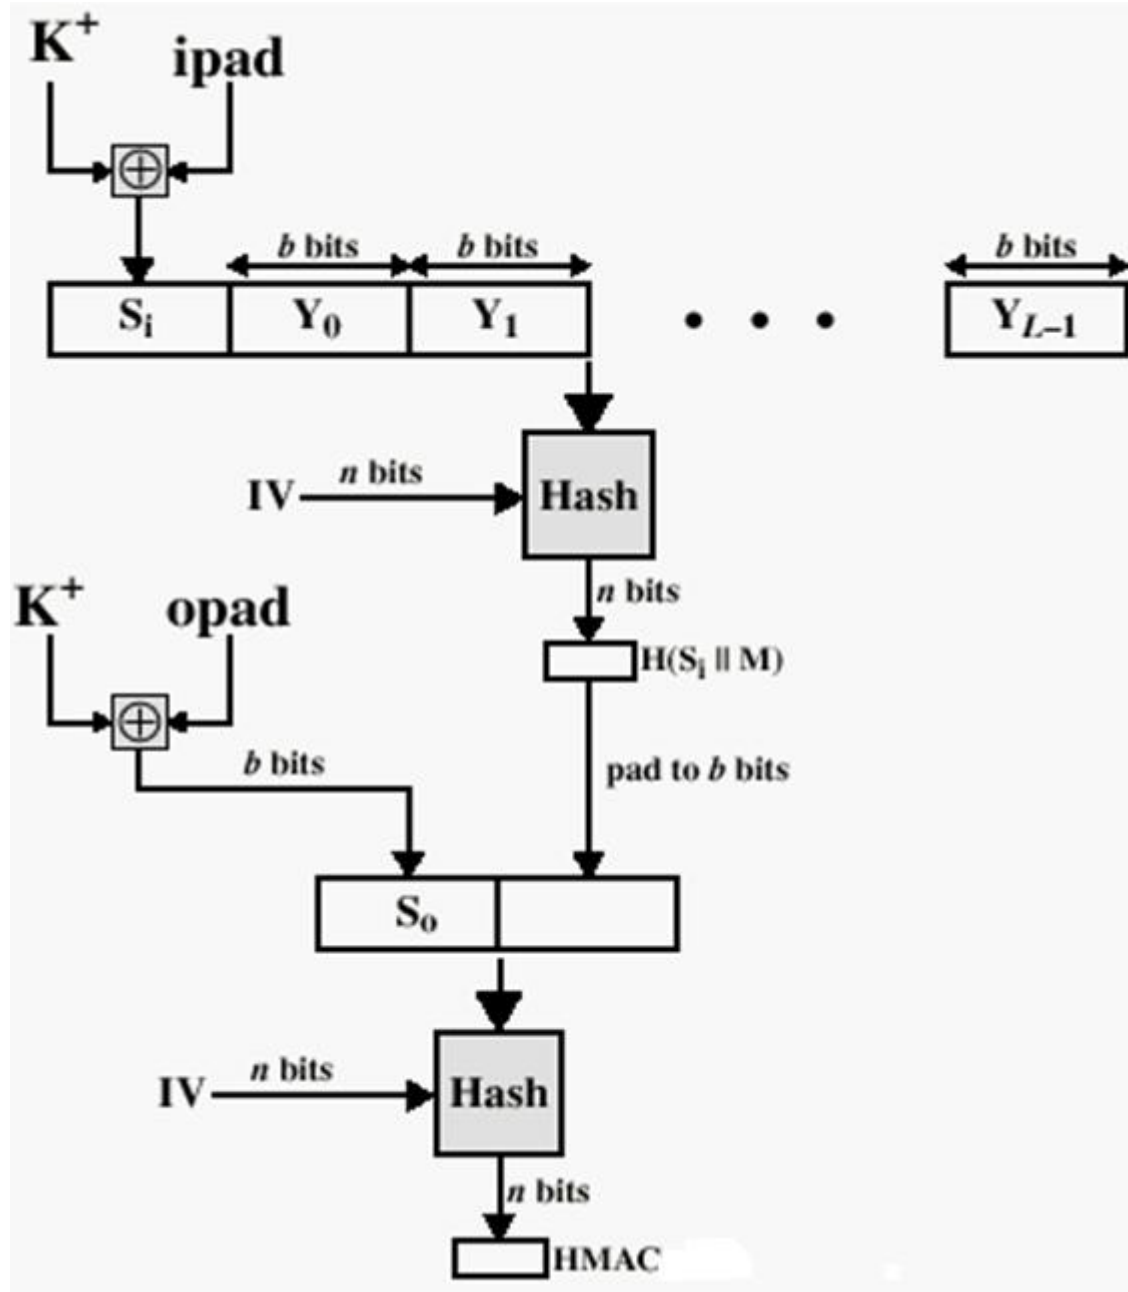 K⁺ ipad
⊕
b bits b bits b bits
Sᵢ Y₀ Y₁ • • • Y_{L–1}
IV n bits Hash
n bits
K⁺ opad
H(Sᵢ || M)
⊕
b bits pad to b bits
Sₒ
IV n bits Hash
n bits
HMAC